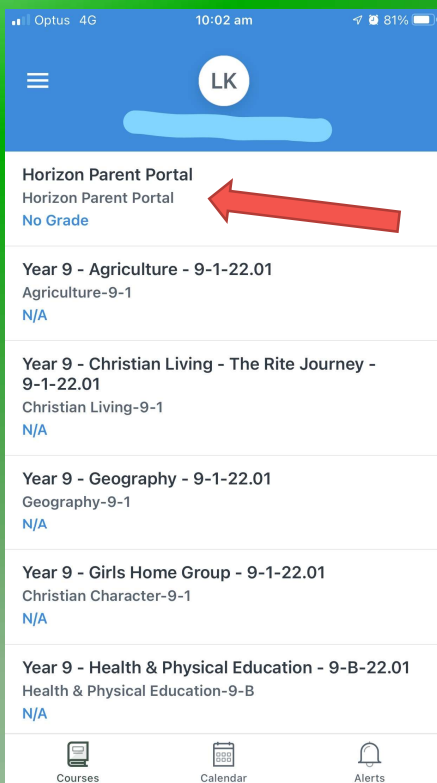 Optus 4G 10:02 am 81%
LK
Horizon Parent Portal
Horizon Parent Portal
No Grade
Year 9 - Agriculture - 9-1-22.01
Agriculture-9-1
N/A
Year 9 - Christian Living - The Rite Journey -
9-1-22.01
Christian Living-9-1
N/A
Year 9 - Geography - 9-1-22.01
Geography-9-1
N/A
Year 9 - Girls Home Group - 9-1-22.01
Christian Character-9-1
N/A
Year 9 - Health & Physical Education - 9-B-22.01
Health & Physical Education-9-B
N/A
Courses Calendar Alerts